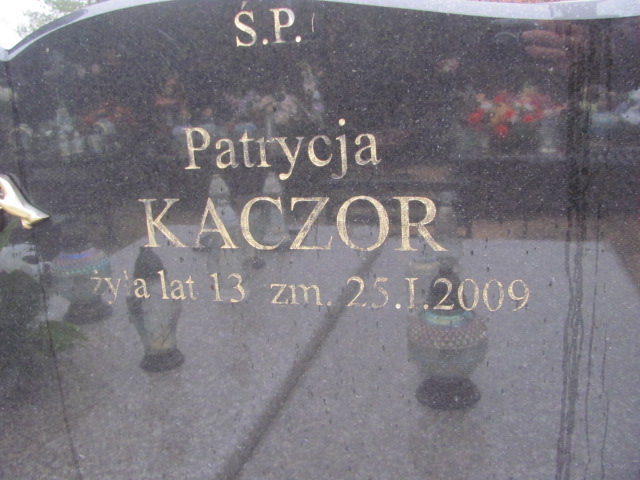 Ś.P.
Patrycja
KACZOR
żyła lat 13 zm. 25.I.2009